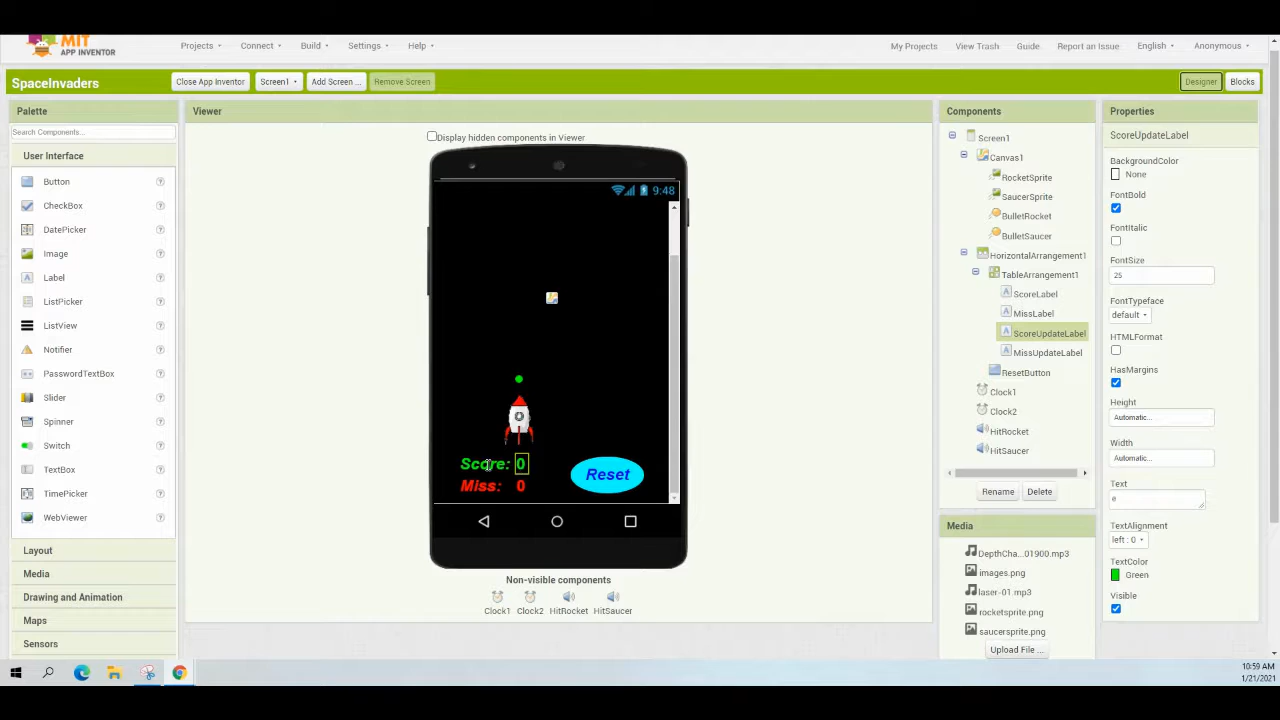 MIT
APP INVENTOR
Projects Connect Build Settings Help My Projects View Trash Guide Report an Issue English Anonymous
SpaceInvaders Close App Inventor Screen1 Add Screen ... Remove Screen Designer Blocks
Palette
Search Components...
User Interface
Button
CheckBox
DatePicker
Image
Label
ListPicker
ListView
Notifier
PasswordTextBox
Slider
Spinner
Switch
TextBox
TimePicker
WebViewer
Layout
Media
Drawing and Animation
Maps
Sensors
Viewer
Display hidden components in Viewer
9:48
Score: 0
Miss: 0
Reset
Non-visible components
Clock1 Clock2 HitRocket HitSaucer
Components
Screen1
Canvas1
RocketSprite
SaucerSprite
BulletRocket
BulletSaucer
HorizontalArrangement1
TableArrangement1
ScoreLabel
MissLabel
ScoreUpdateLabel
MissUpdateLabel
ResetButton
Clock1
Clock2
HitRocket
HitSaucer
Rename Delete
Media
DepthCha...01900.mp3
images.png
laser-01.mp3
rocketsprite.png
saucersprite.png
Upload File ...
Properties
ScoreUpdateLabel
BackgroundColor
None
FontBold
FontItalic
FontSize
25
FontTypeface
default
HTMLFormat
HasMargins
Height
Automatic...
Width
Automatic...
Text
TextAlignment
left : 0
TextColor
Green
Visible
10:59 AM
1/21/2021